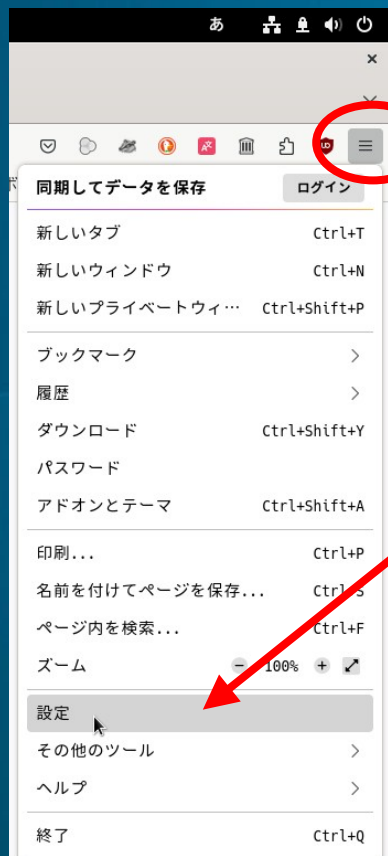 あ
同期してデータを保存 ログイン
新しいタブ Ctrl+T
新しいウィンドウ Ctrl+N
新しいプライベートウィ… Ctrl+Shift+P
ブックマーク
履歴
ダウンロード Ctrl+Shift+Y
パスワード
アドオンとテーマ Ctrl+Shift+A
印刷... Ctrl+P
名前を付けてページを保存... Ctrl+S
ページ内を検索... Ctrl+F
ズーム − 100% +
設定
その他のツール
ヘルプ
終了 Ctrl+Q